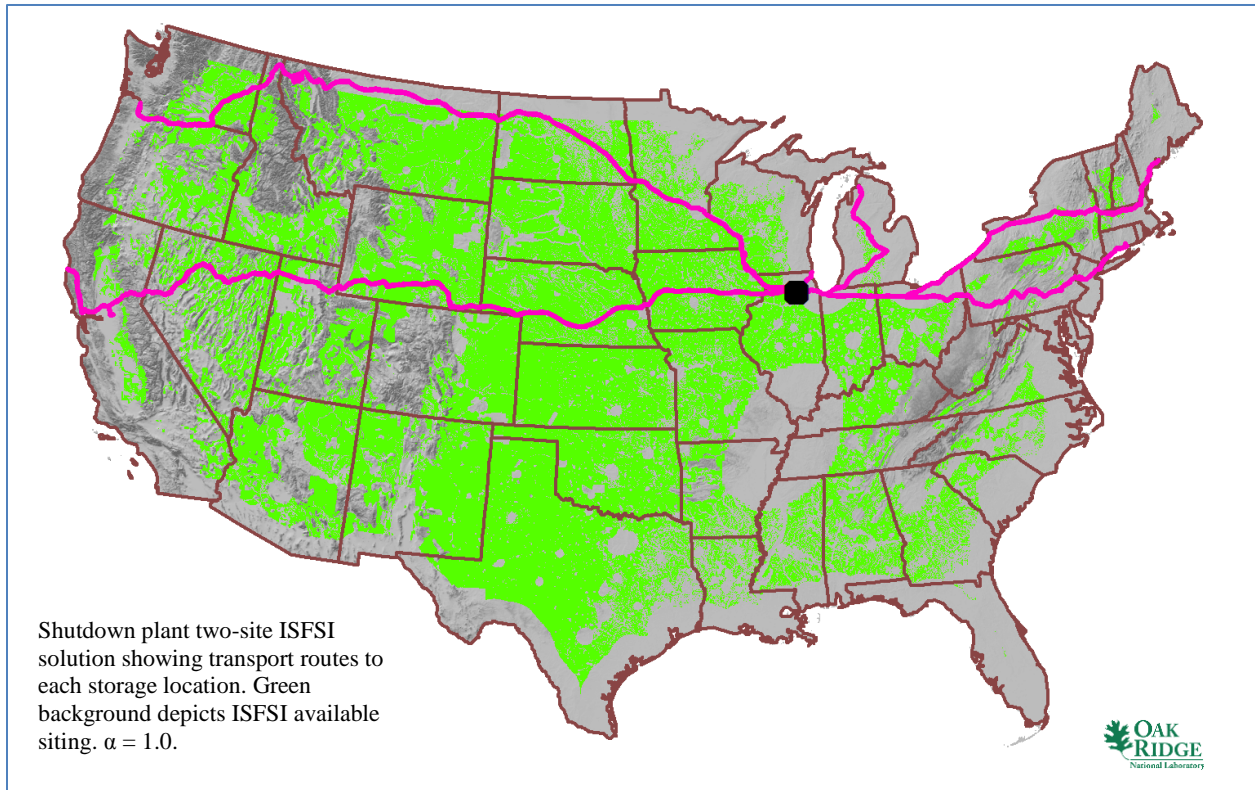 Shutdown plant two-site ISFSI
solution showing transport routes to
each storage location. Green
background depicts ISFSI available
siting. α = 1.0.
OAK
RIDGE
National Laboratory